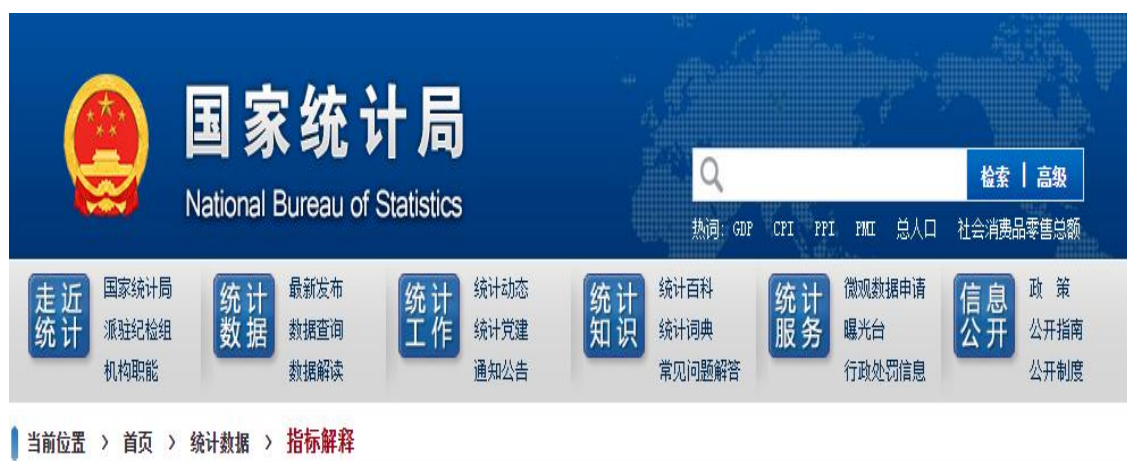 国家统计局
National Bureau of Statistics
检索 | 高级
热词: GDP CPI PPI PMI 总人口 社会消费品零售总额
走近统计
国家统计局
派驻纪检组
机构职能
统计数据
最新发布
数据查询
数据解读
统计工作
统计动态
统计党建
通知公告
统计知识
统计百科
统计词典
常见问题解答
统计服务
微观数据申请
曝光台
行政处罚信息
信息公开
政 策
公开指南
公开制度
当前位置 > 首页 > 统计数据 > 指标解释